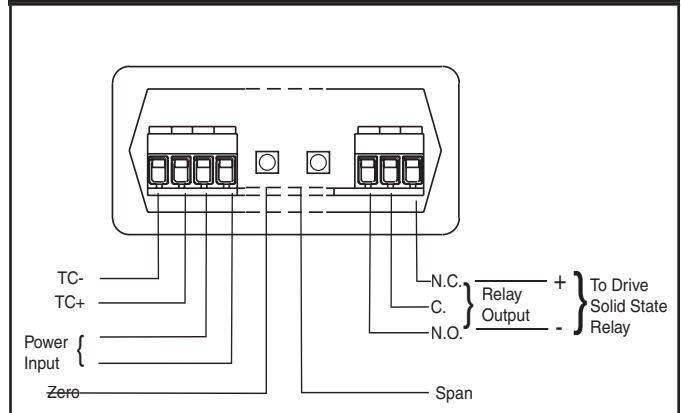 TC-
TC+
Power
Input {
Zero
Span
N.C.
C.
N.O.
} Relay
Output
+
-
} To Drive
Solid State
Relay